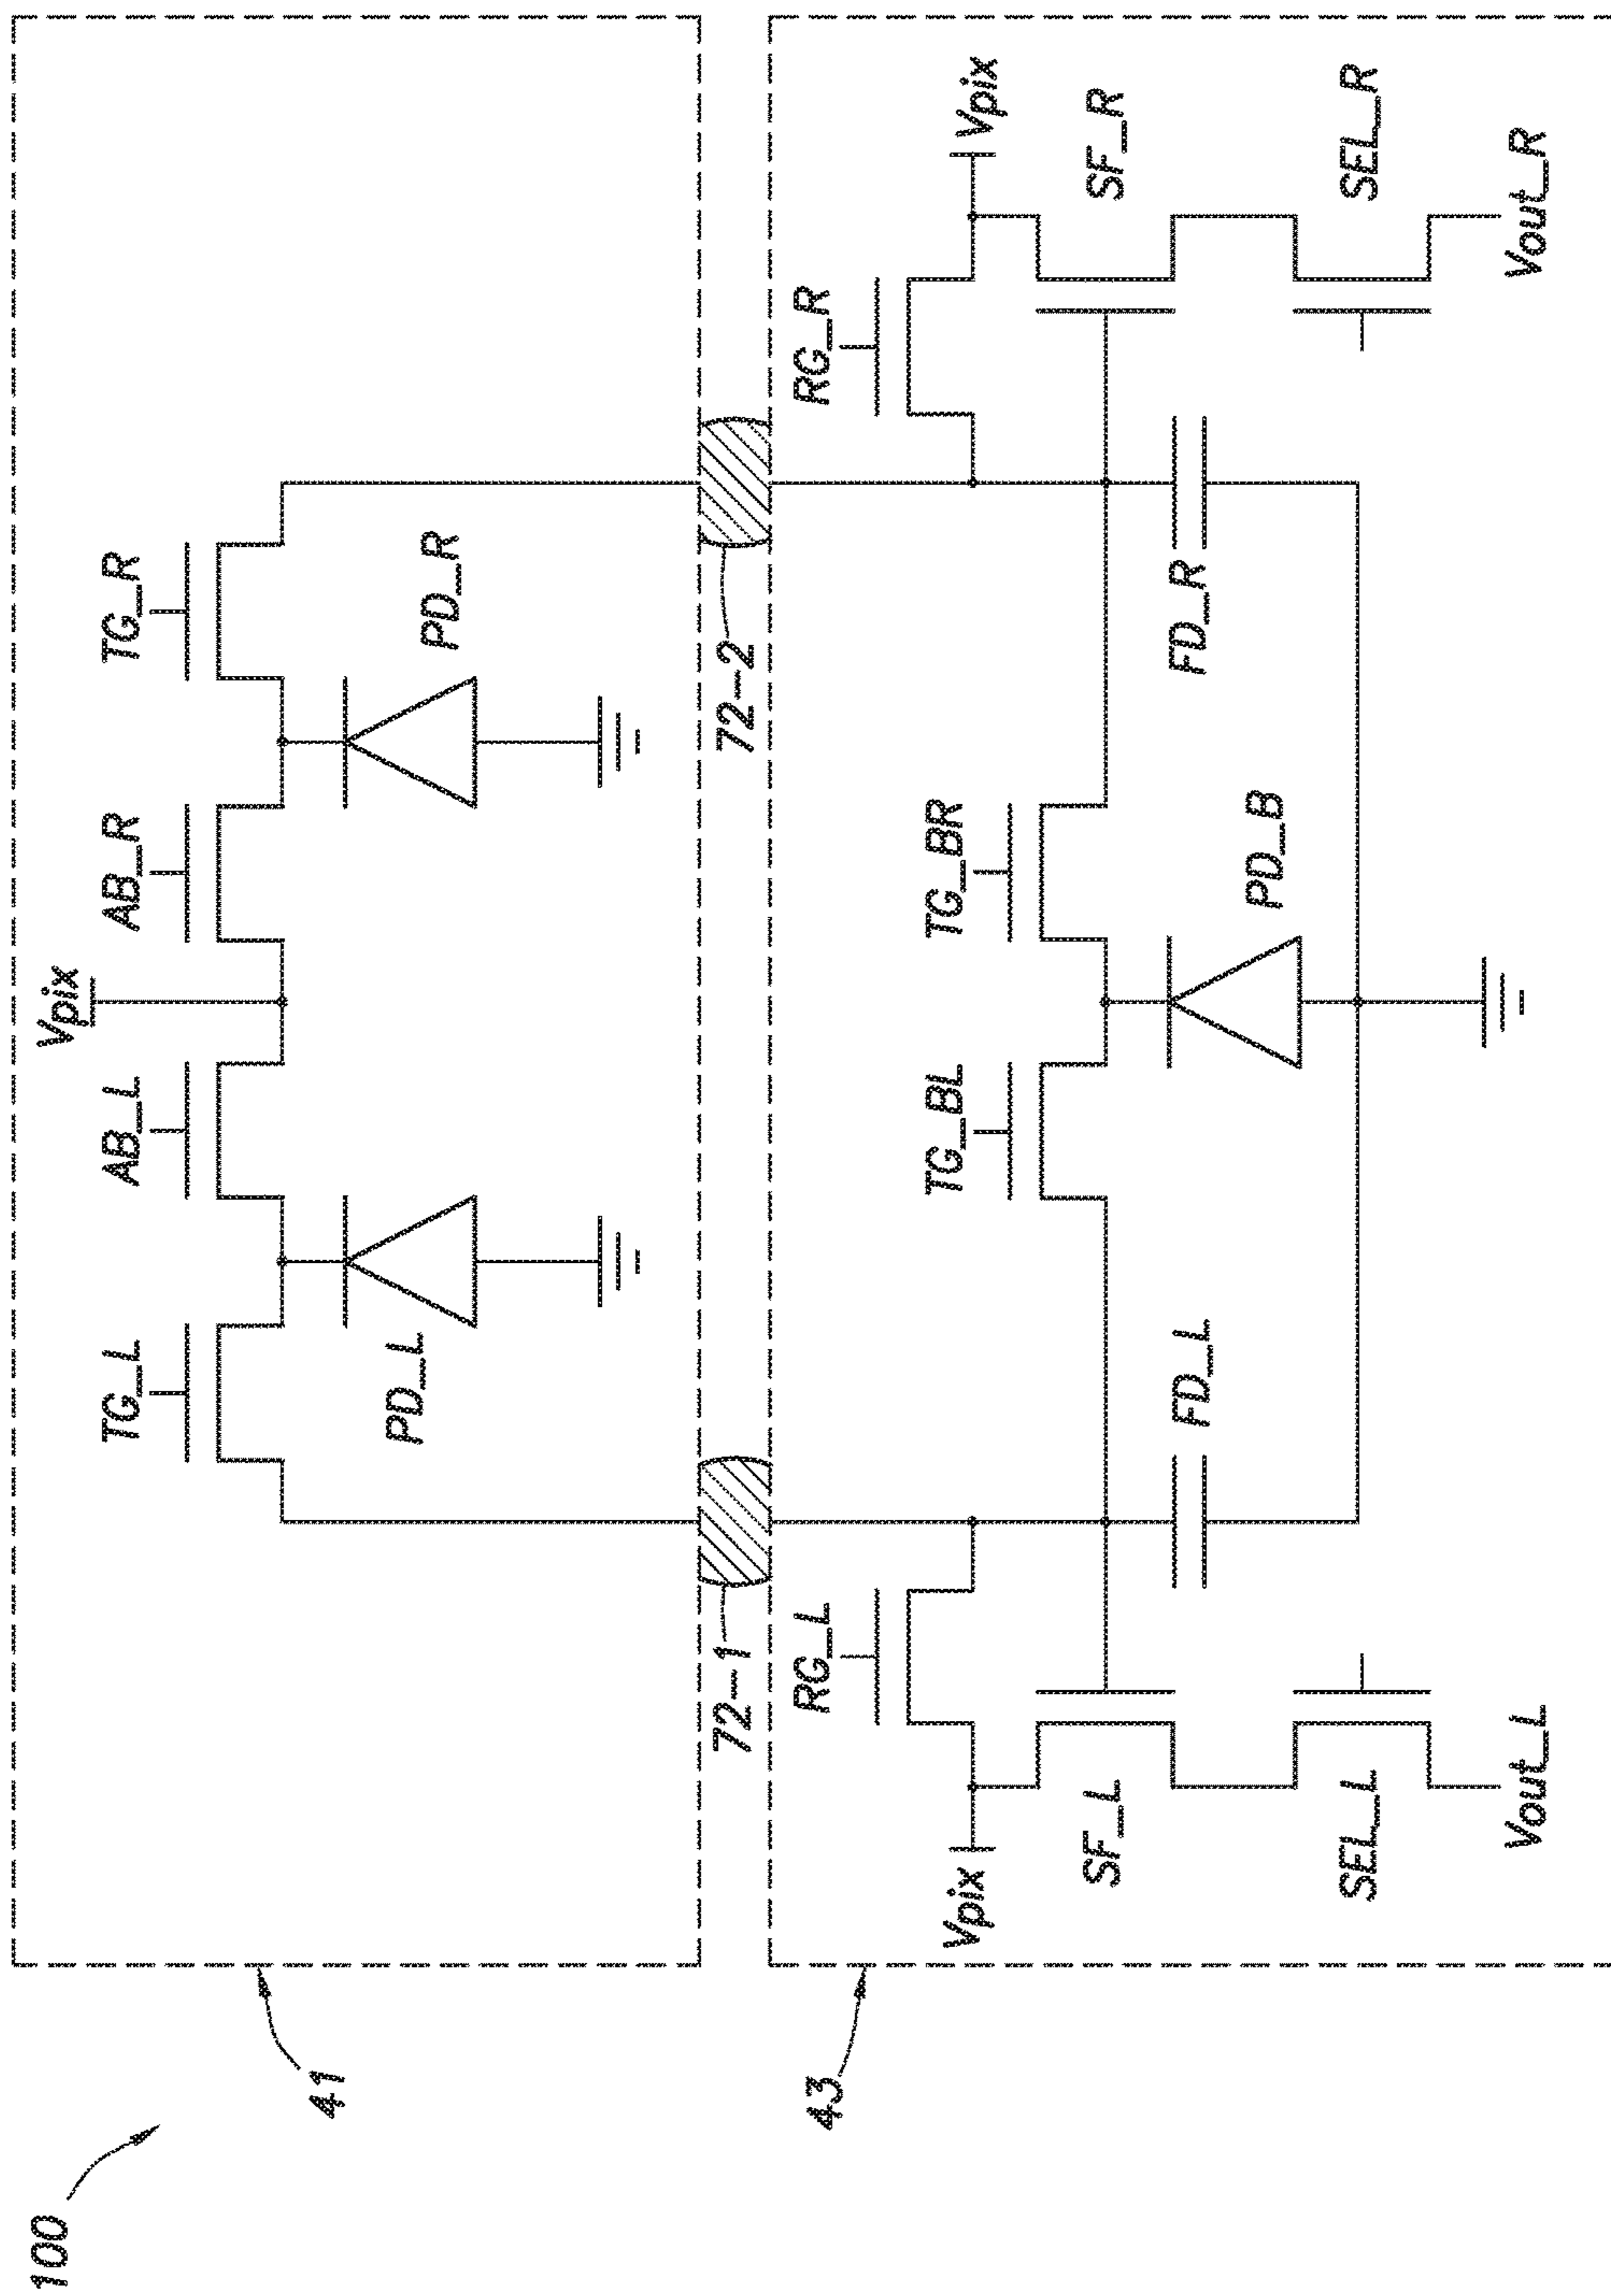 100
41
Vpix
TG_L
AB_L
AB_R
TG_R
PD_L
PD_R
72-1
72-2
43
RG_L
RG_R
TG_BL
TG_BR
Vpix
Vpix
SF_L
SF_R
FD_L
PD_B
FD_R
SEL_L
SEL_R
Vout_L
Vout_R